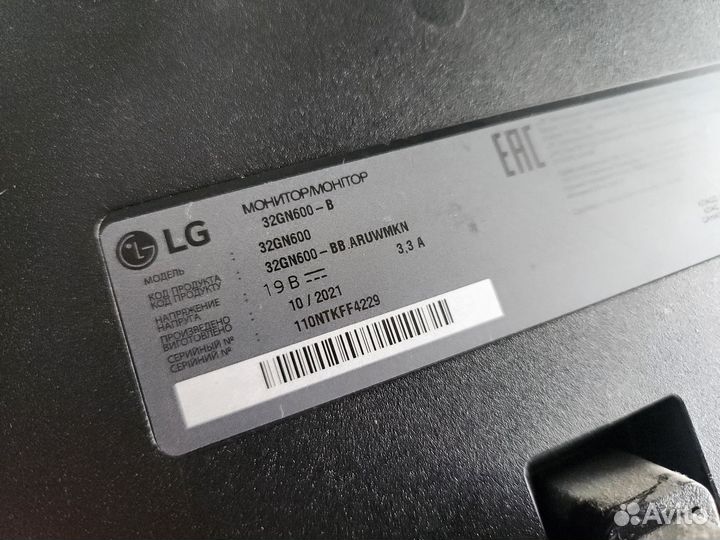 LG
МОНИТОР/МОНІТОР
32GN600-B
МОДЕЛЬ
32GN600
КОД ПРОДУКТА
КОД ПРОДУКТУ
32GN600-BB.ARUWMKN
НАПРЯЖЕНИЕ
НАПРУГА
19 В 3,3 А
ПРОИЗВЕДЕНО
ВИГОТОВЛЕНО
10 / 2021
СЕРИЙНЫЙ №
СЕРІЙНИЙ №
110NTKFF4229
EAC
Avito